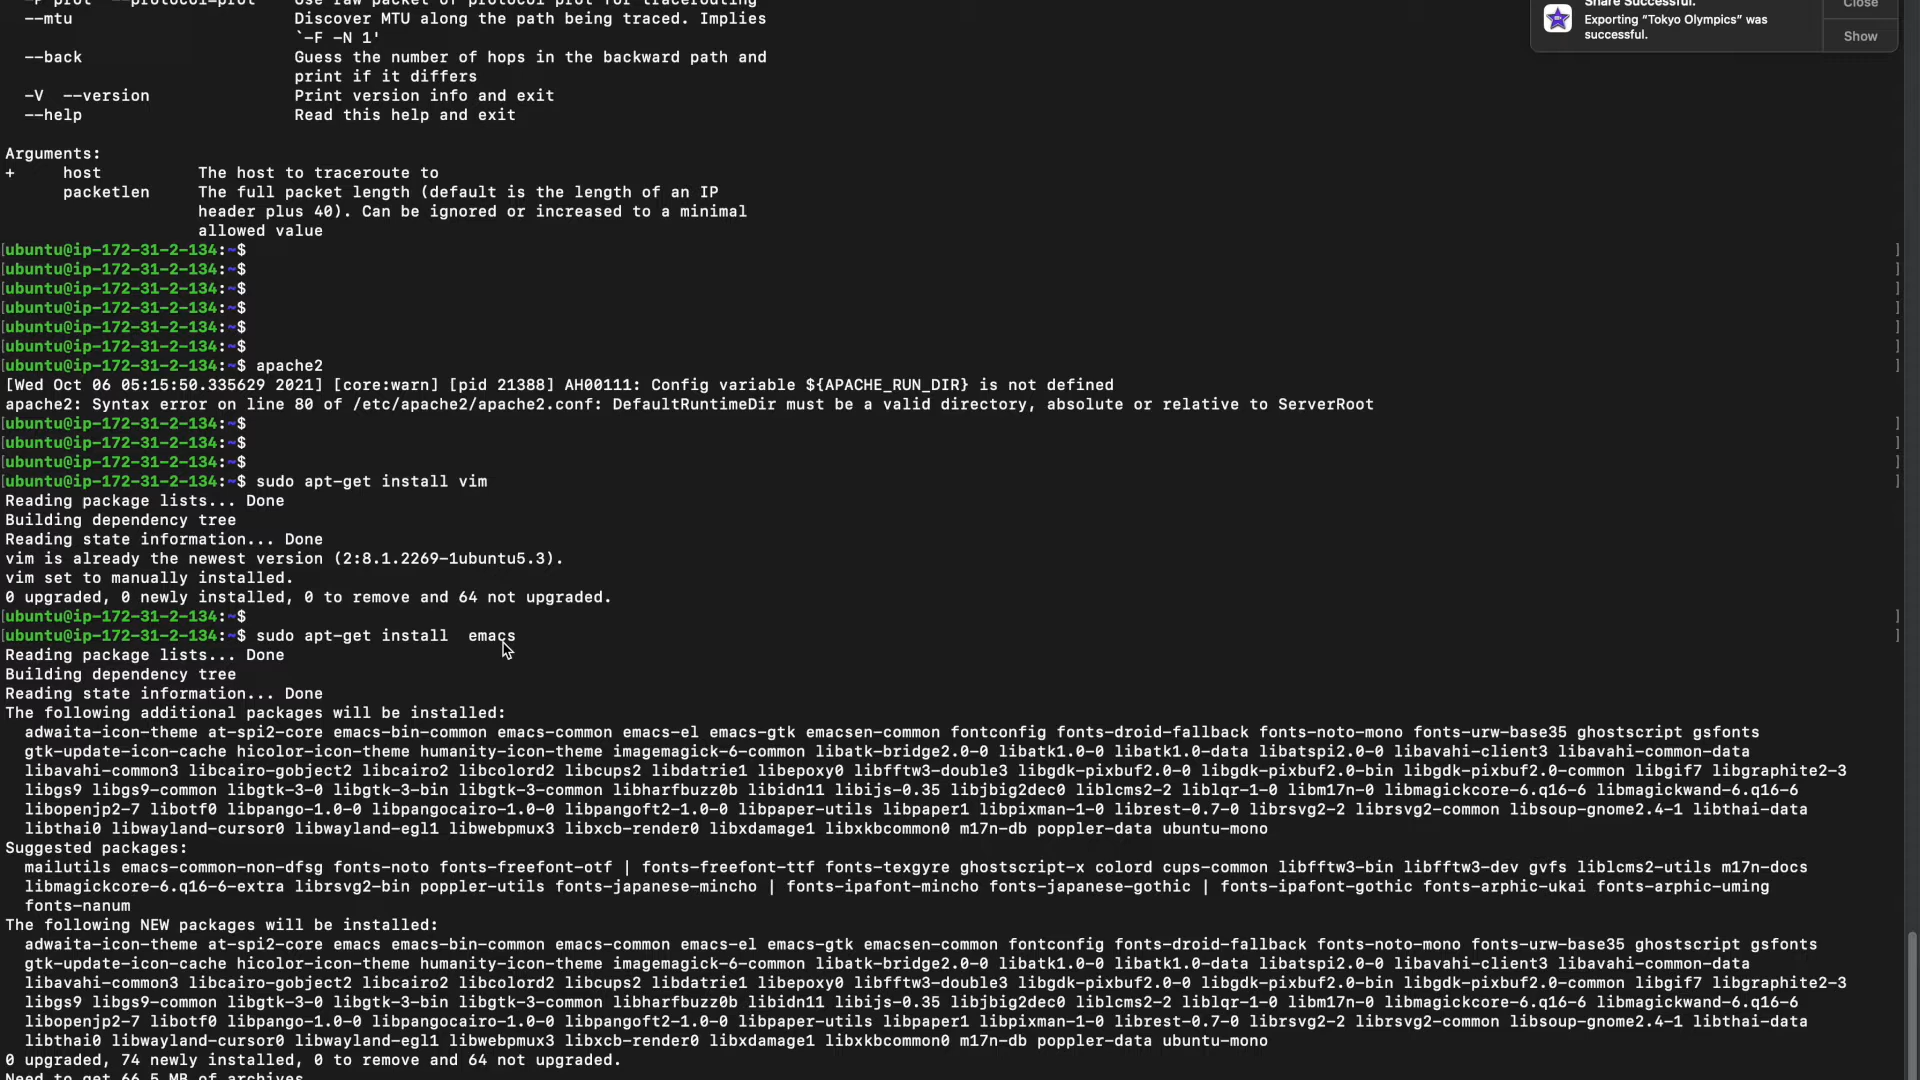 -P prot  --protocol=prot    Use raw packet of protocol prot for tracerouting
--mtu                       Discover MTU along the path being traced. Implies
`-F -N 1'
--back                      Guess the number of hops in the backward path and
print if it differs
-V  --version               Print version info and exit
--help                      Read this help and exit
Arguments:
+     host          The host to traceroute to
packetlen     The full packet length (default is the length of an IP
header plus 40). Can be ignored or increased to a minimal
allowed value
[ubuntu@ip-172-31-2-134:~$ ]
[ubuntu@ip-172-31-2-134:~$ ]
[ubuntu@ip-172-31-2-134:~$ ]
[ubuntu@ip-172-31-2-134:~$ ]
[ubuntu@ip-172-31-2-134:~$ ]
[ubuntu@ip-172-31-2-134:~$ ]
[ubuntu@ip-172-31-2-134:~$ apache2 ]
[Wed Oct 06 05:15:50.335629 2021] [core:warn] [pid 21388] AH00111: Config variable ${APACHE_RUN_DIR} is not defined
apache2: Syntax error on line 80 of /etc/apache2/apache2.conf: DefaultRuntimeDir must be a valid directory, absolute or relative to ServerRoot
[ubuntu@ip-172-31-2-134:~$ ]
[ubuntu@ip-172-31-2-134:~$ ]
[ubuntu@ip-172-31-2-134:~$ ]
[ubuntu@ip-172-31-2-134:~$ sudo apt-get install vim ]
Reading package lists... Done
Building dependency tree
Reading state information... Done
vim is already the newest version (2:8.1.2269-1ubuntu5.3).
vim set to manually installed.
0 upgraded, 0 newly installed, 0 to remove and 64 not upgraded.
[ubuntu@ip-172-31-2-134:~$ ]
[ubuntu@ip-172-31-2-134:~$ sudo apt-get install  emacs ]
Reading package lists... Done
Building dependency tree
Reading state information... Done
The following additional packages will be installed:
adwaita-icon-theme at-spi2-core emacs-bin-common emacs-common emacs-el emacs-gtk emacsen-common fontconfig fonts-droid-fallback fonts-noto-mono fonts-urw-base35 ghostscript gsfonts
gtk-update-icon-cache hicolor-icon-theme humanity-icon-theme imagemagick-6-common libatk-bridge2.0-0 libatk1.0-0 libatk1.0-data libatspi2.0-0 libavahi-client3 libavahi-common-data
libavahi-common3 libcairo-gobject2 libcairo2 libcolord2 libcups2 libdatrie1 libepoxy0 libfftw3-double3 libgdk-pixbuf2.0-0 libgdk-pixbuf2.0-bin libgdk-pixbuf2.0-common libgif7 libgraphite2-3
libgs9 libgs9-common libgtk-3-0 libgtk-3-bin libgtk-3-common libharfbuzz0b libidn11 libijs-0.35 libjbig2dec0 liblcms2-2 liblqr-1-0 libm17n-0 libmagickcore-6.q16-6 libmagickwand-6.q16-6
libopenjp2-7 libotf0 libpango-1.0-0 libpangocairo-1.0-0 libpangoft2-1.0-0 libpaper-utils libpaper1 libpixman-1-0 librest-0.7-0 librsvg2-2 librsvg2-common libsoup-gnome2.4-1 libthai-data
libthai0 libwayland-cursor0 libwayland-egl1 libwebpmux3 libxcb-render0 libxdamage1 libxkbcommon0 m17n-db poppler-data ubuntu-mono
Suggested packages:
mailutils emacs-common-non-dfsg fonts-noto fonts-freefont-otf | fonts-freefont-ttf fonts-texgyre ghostscript-x colord cups-common libfftw3-bin libfftw3-dev gvfs liblcms2-utils m17n-docs
libmagickcore-6.q16-6-extra librsvg2-bin poppler-utils fonts-japanese-mincho | fonts-ipafont-mincho fonts-japanese-gothic | fonts-ipafont-gothic fonts-arphic-ukai fonts-arphic-uming
fonts-nanum
The following NEW packages will be installed:
adwaita-icon-theme at-spi2-core emacs emacs-bin-common emacs-common emacs-el emacs-gtk emacsen-common fontconfig fonts-droid-fallback fonts-noto-mono fonts-urw-base35 ghostscript gsfonts
gtk-update-icon-cache hicolor-icon-theme humanity-icon-theme imagemagick-6-common libatk-bridge2.0-0 libatk1.0-0 libatk1.0-data libatspi2.0-0 libavahi-client3 libavahi-common-data
libavahi-common3 libcairo-gobject2 libcairo2 libcolord2 libcups2 libdatrie1 libepoxy0 libfftw3-double3 libgdk-pixbuf2.0-0 libgdk-pixbuf2.0-bin libgdk-pixbuf2.0-common libgif7 libgraphite2-3
libgs9 libgs9-common libgtk-3-0 libgtk-3-bin libgtk-3-common libharfbuzz0b libidn11 libijs-0.35 libjbig2dec0 liblcms2-2 liblqr-1-0 libm17n-0 libmagickcore-6.q16-6 libmagickwand-6.q16-6
libopenjp2-7 libotf0 libpango-1.0-0 libpangocairo-1.0-0 libpangoft2-1.0-0 libpaper-utils libpaper1 libpixman-1-0 librest-0.7-0 librsvg2-2 librsvg2-common libsoup-gnome2.4-1 libthai-data
libthai0 libwayland-cursor0 libwayland-egl1 libwebpmux3 libxcb-render0 libxdamage1 libxkbcommon0 m17n-db poppler-data ubuntu-mono
0 upgraded, 74 newly installed, 0 to remove and 64 not upgraded.
Need to get 66.5 MB of archives
Share Successful.
Exporting “Tokyo Olympics” was
successful.
Close
Show